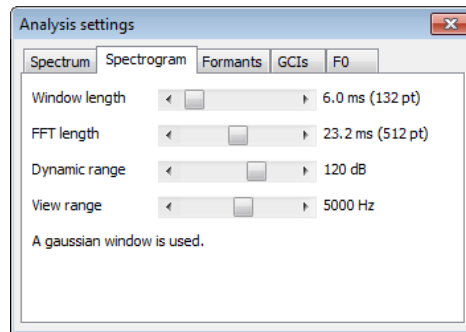 Analysis settings
Spectrum Spectrogram Formants GCIs F0
Window length 6.0 ms (132 pt)
FFT length 23.2 ms (512 pt)
Dynamic range 120 dB
View range 5000 Hz
A gaussian window is used.